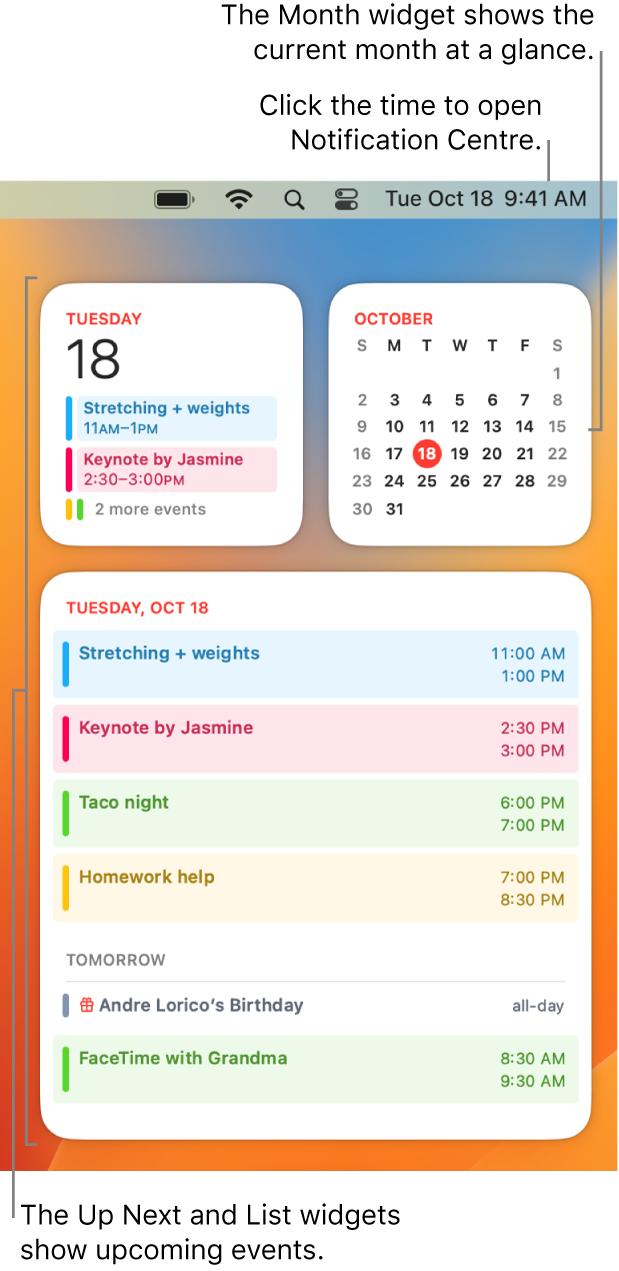 The Month widget shows the
current month at a glance.
Click the time to open
Notification Centre.
Tue Oct 18 9:41 AM
TUESDAY
18
Stretching + weights
11AM–1PM
Keynote by Jasmine
2:30–3:00PM
2 more events
OCTOBER
S M T W T F S
1
2 3 4 5 6 7 8
9 10 11 12 13 14 15
16 17 18 19 20 21 22
23 24 25 26 27 28 29
30 31
TUESDAY, OCT 18
Stretching + weights 11:00 AM
1:00 PM
Keynote by Jasmine 2:30 PM
3:00 PM
Taco night 6:00 PM
7:00 PM
Homework help 7:00 PM
8:30 PM
TOMORROW
Andre Lorico’s Birthday all-day
FaceTime with Grandma 8:30 AM
9:30 AM
The Up Next and List widgets
show upcoming events.